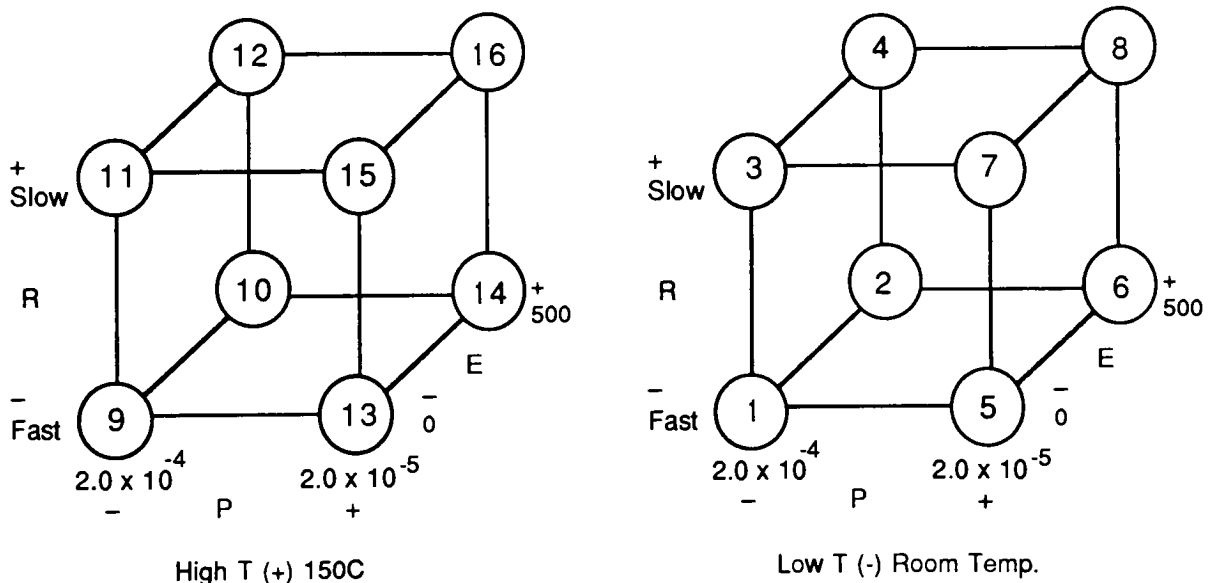 12
16
11
15
+
Slow
R
10
14
+
500
E
9
13
–
Fast
–
0
2.0 x 10^-4
2.0 x 10^-5
–
P
+
High T (+) 150C
4
8
3
7
+
Slow
R
2
6
+
500
E
1
5
–
Fast
–
0
2.0 x 10^-4
2.0 x 10^-5
–
P
+
Low T (-) Room Temp.